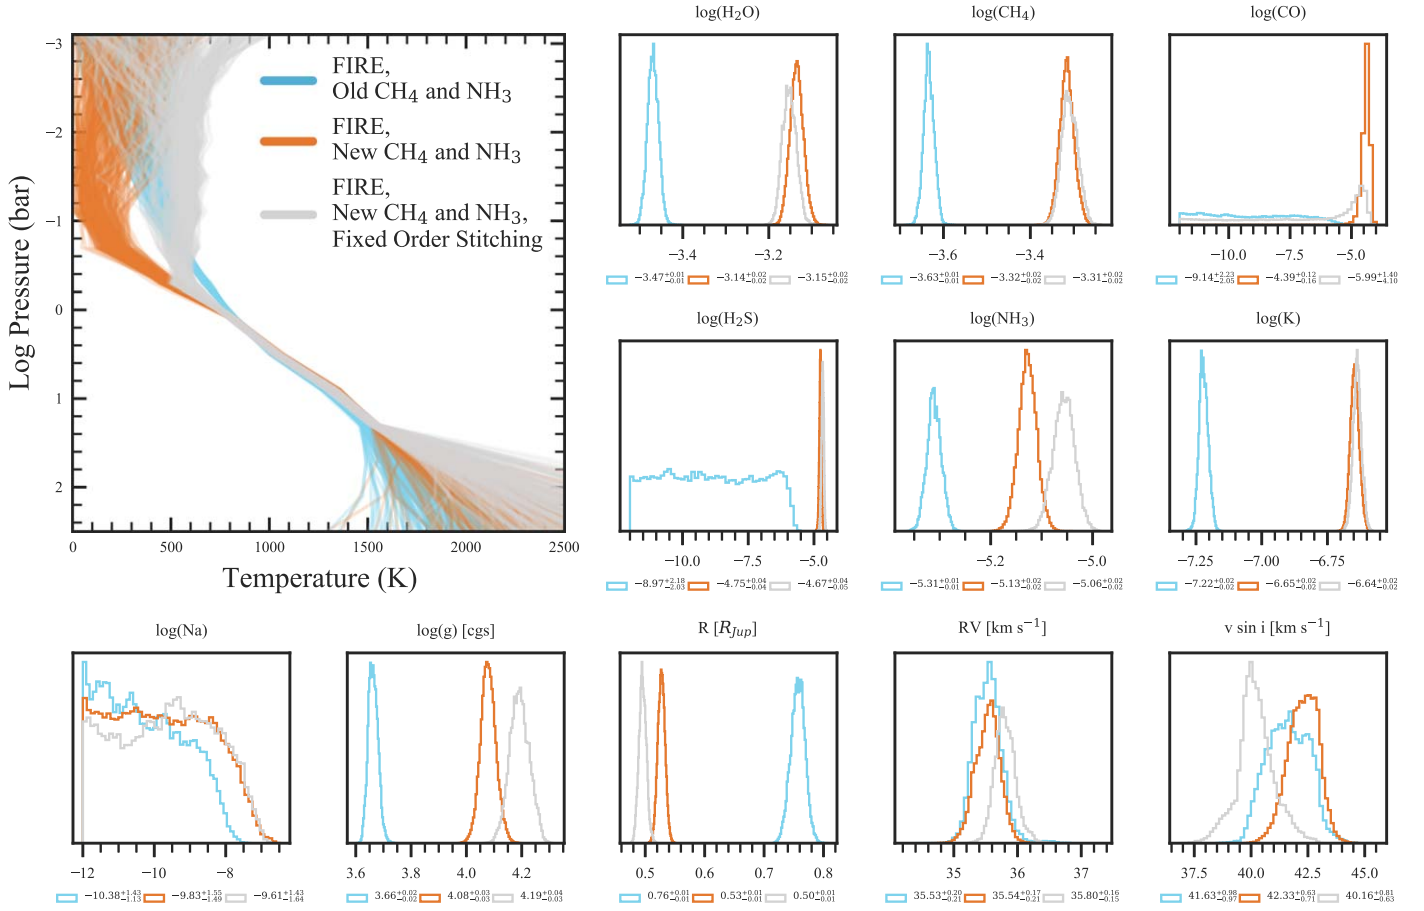 log(H₂O)
log(CH₄)
log(CO)
−3
−2
−1
0
1
2
Log Pressure (bar)
FIRE,
Old CH₄ and NH₃
FIRE,
New CH₄ and NH₃
FIRE,
New CH₄ and NH₃,
Fixed Order Stitching
0 500 1000 1500 2000 2500
Temperature (K)
−3.4 −3.2
−3.6 −3.4
−10.0 −7.5 −5.0
−3.47 +0.01 −0.01 −3.14 +0.02 −0.02 −3.15 +0.02 −0.02
−3.63 +0.01 −0.01 −3.32 +0.02 −0.02 −3.31 +0.02 −0.02
−9.14 +2.23 −2.05 −4.39 +0.12 −0.16 −5.99 +1.40 −4.10
log(H₂S)
log(NH₃)
log(K)
−10.0 −7.5 −5.0
−5.2 −5.0
−7.25 −7.00 −6.75
−8.97 +2.18 −2.03 −4.75 +0.04 −0.04 −4.67 +0.04 −0.05
−5.31 +0.01 −0.01 −5.13 +0.02 −0.02 −5.06 +0.02 −0.02
−7.22 +0.02 −0.02 −6.65 +0.02 −0.02 −6.64 +0.02 −0.02
log(Na)
log(g) [cgs]
R [R_Jup]
RV [km s⁻¹]
v sin i [km s⁻¹]
−12 −10 −8
3.6 3.8 4.0 4.2
0.5 0.6 0.7 0.8
35 36 37
37.5 40.0 42.5 45.0
−10.38 +1.43 −1.13 −9.83 +1.55 −1.49 −9.61 +1.43 −1.64
3.66 +0.02 −0.02 4.08 +0.03 −0.03 4.19 +0.04 −0.03
0.76 +0.01 −0.01 0.53 +0.01 −0.01 0.50 +0.01 −0.01
35.53 +0.20 −0.21 35.54 +0.17 −0.21 35.80 +0.16 −0.15
41.63 +0.98 −0.97 42.33 +0.63 −0.71 40.16 +0.81 −0.63